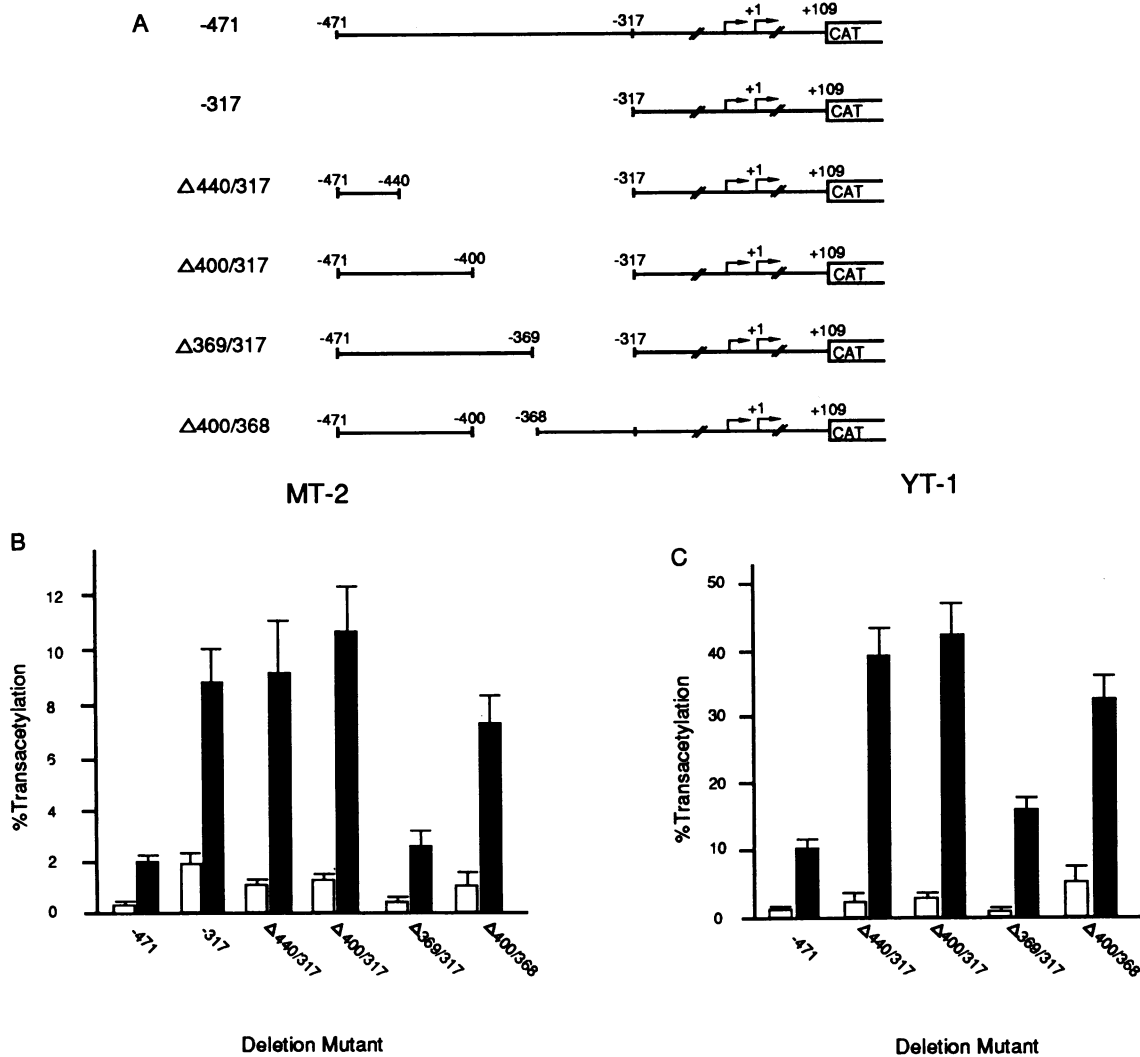 A
-471
-471
-317
+1
+109
CAT
-317
-317
+1
+109
CAT
Δ440/317
-471
-440
-317
+1
+109
CAT
Δ400/317
-471
-400
-317
+1
+109
CAT
Δ369/317
-471
-369
-317
+1
+109
CAT
Δ400/368
-471
-400
-368
+1
+109
CAT
MT-2
B
%Transacetylation
12
10
8
6
4
2
0
-471
-317
Δ440/317
Δ400/317
Δ369/317
Δ400/368
Deletion Mutant
YT-1
C
%Transacetylation
50
40
30
20
10
0
-471
Δ440/317
Δ400/317
Δ369/317
Δ400/368
Deletion Mutant